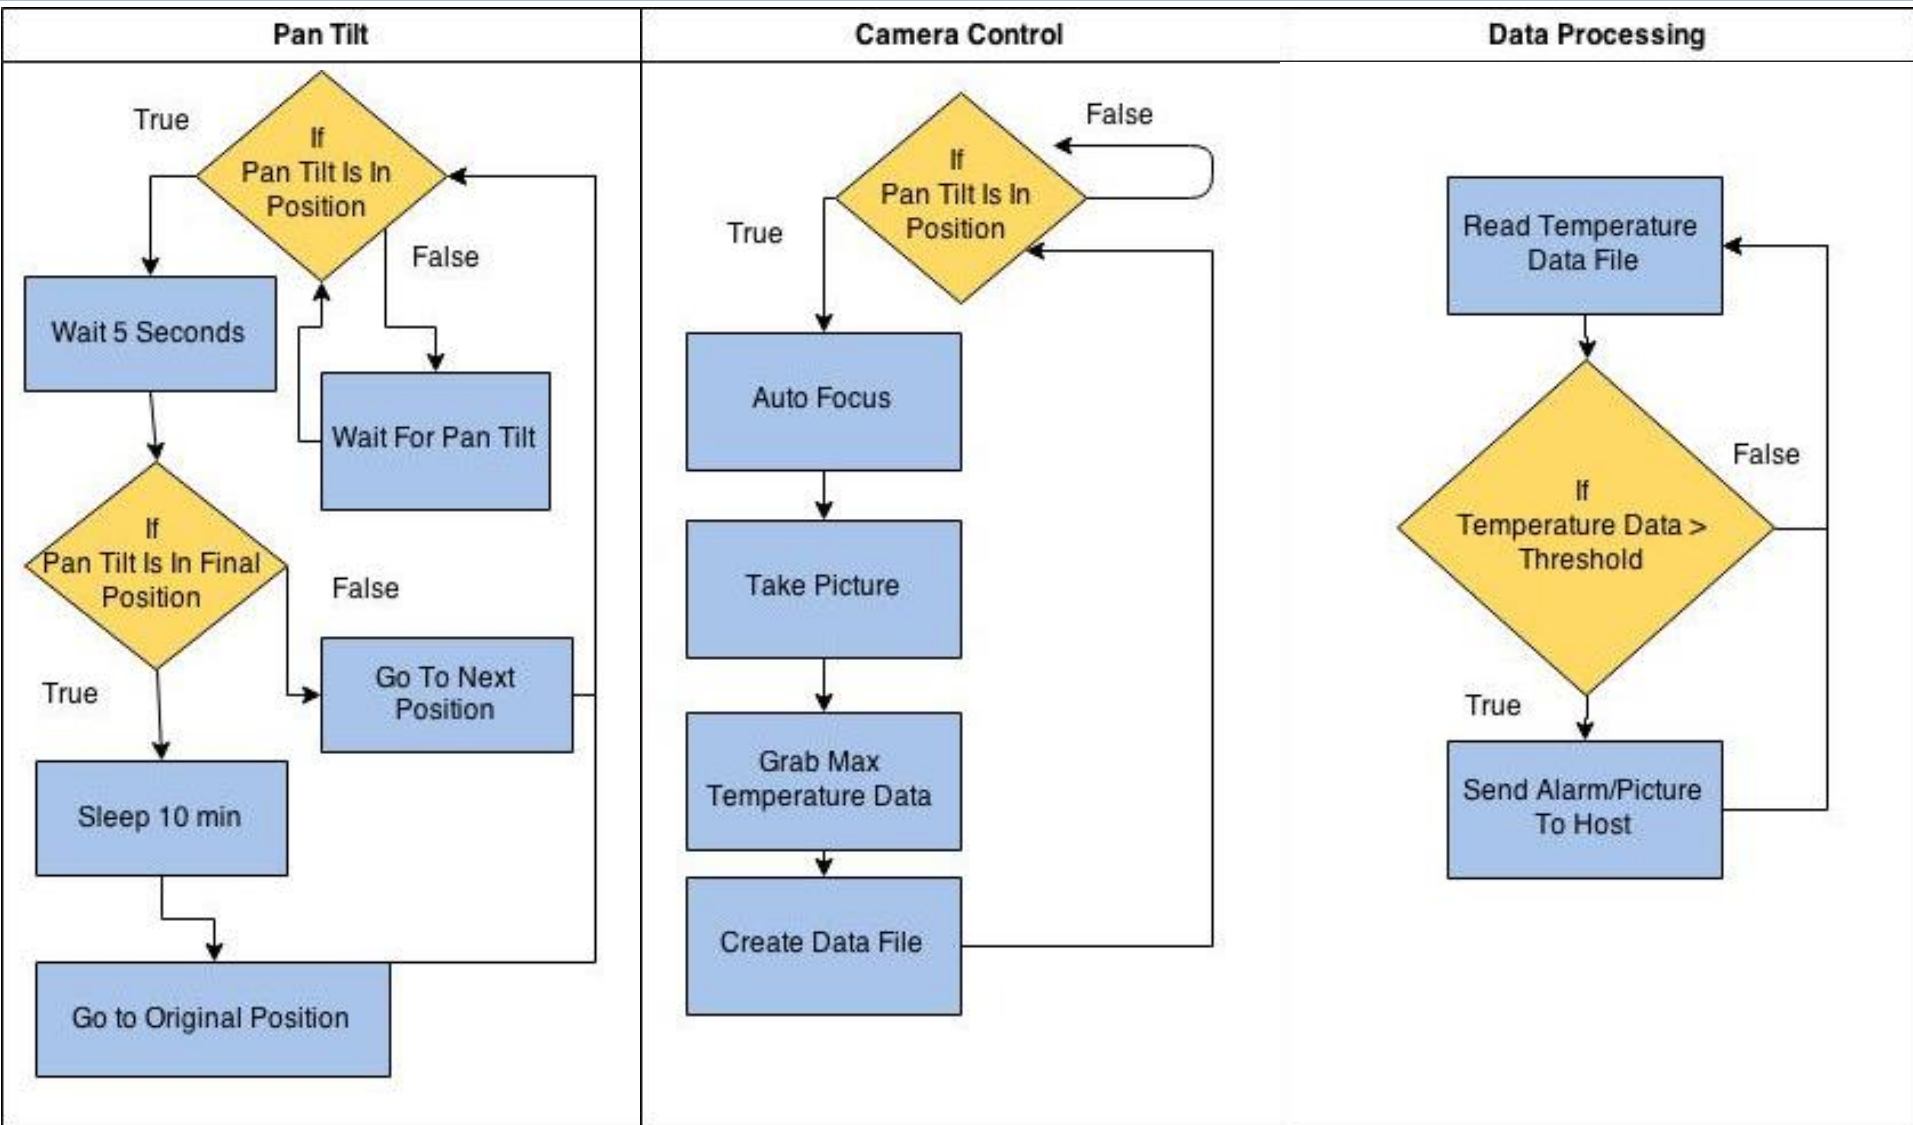 Pan Tilt
Camera Control
Data Processing
True
If
Pan Tilt Is In
Position
False
Wait 5 Seconds
Wait For Pan Tilt
If
Pan Tilt Is In Final
Position
False
True
Go To Next
Position
Sleep 10 min
Go to Original Position
False
If
Pan Tilt Is In
Position
True
Auto Focus
Take Picture
Grab Max
Temperature Data
Create Data File
Read Temperature
Data File
False
If
Temperature Data >
Threshold
True
Send Alarm/Picture
To Host